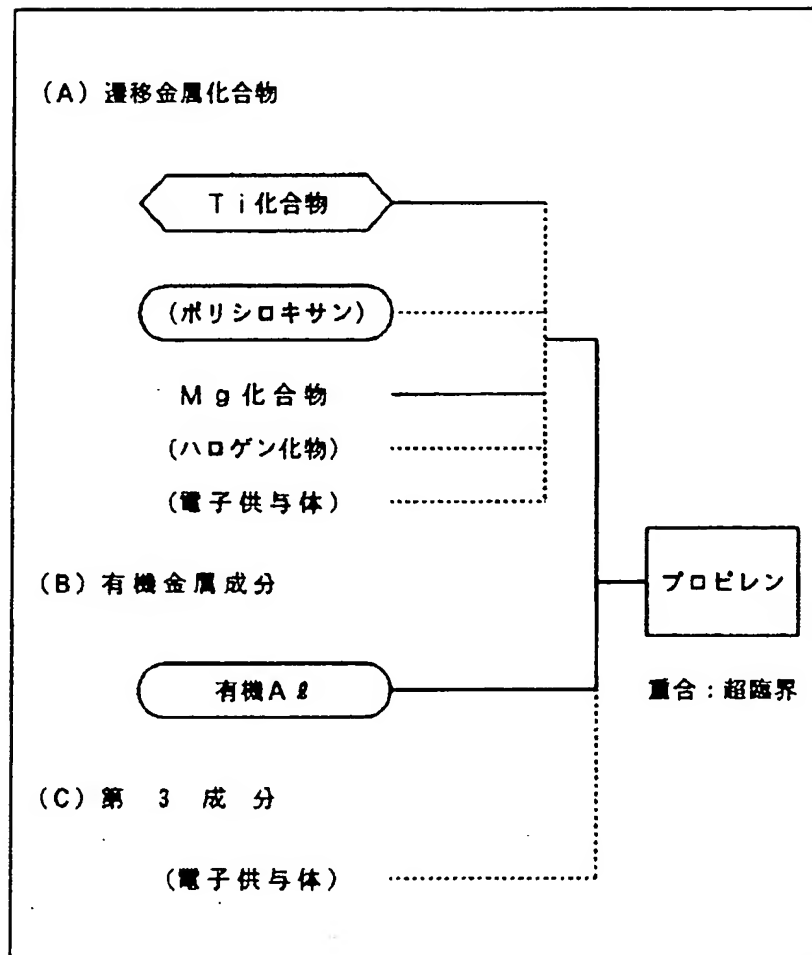 (A) 遷移金属化合物
Ti化合物
(ポリシロキサン)
Mg化合物
(ハロゲン化物)
(電子供与体)
(B) 有機金属成分
プロピレン
有機Aℓ
重合:超臨界
(C) 第 3 成 分
(電子供与体)